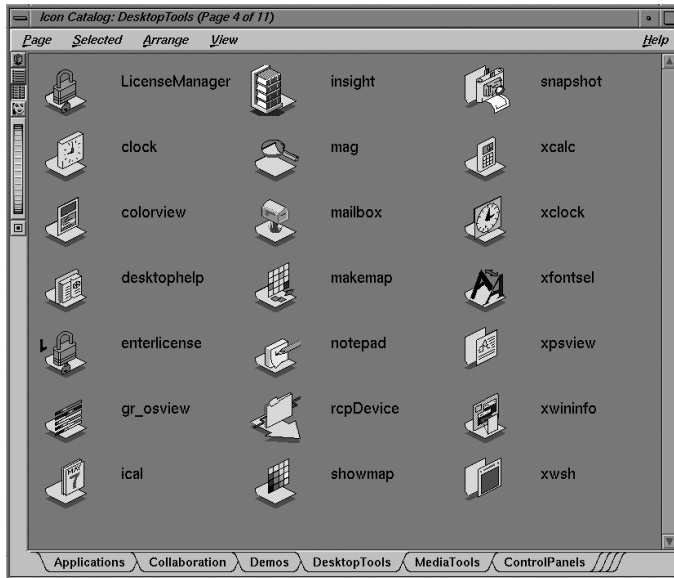 Icon Catalog: DesktopTools (Page 4 of 11)
Page Selected Arrange View Help
LicenseManager insight snapshot
clock mag xcalc
colorview mailbox xclock
desktophelp makemap xfontsel
enterlicense notepad xpsview
gr_osview rcpDevice xwininfo
MAY
7
ical showmap xwsh
Applications Collaboration Demos DesktopTools MediaTools ControlPanels